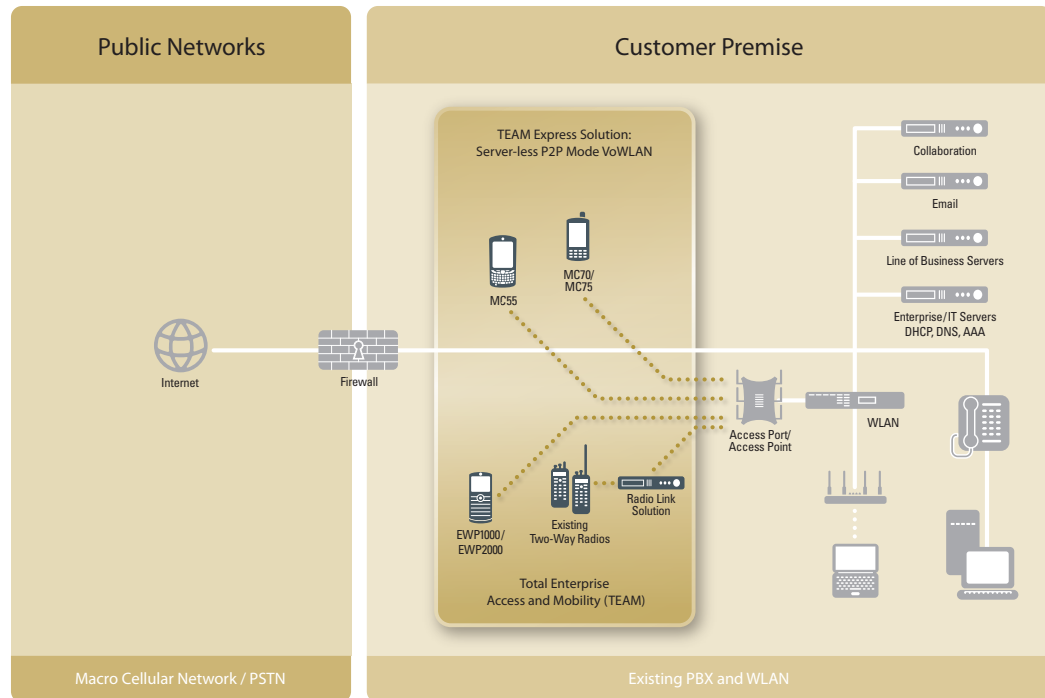 Public Networks
Customer Premise
TEAM Express Solution:
Server-less P2P Mode VoWLAN
Collaboration
Email
Line of Business Servers
Enterprise/IT Servers
DHCP, DNS, AAA
MC55
MC70/
MC75
Internet
Firewall
Access Port/
Access Point
WLAN
EWP1000/
EWP2000
Existing
Two-Way Radios
Radio Link
Solution
Total Enterprise
Access and Mobility (TEAM)
Macro Cellular Network / PSTN
Existing PBX and WLAN